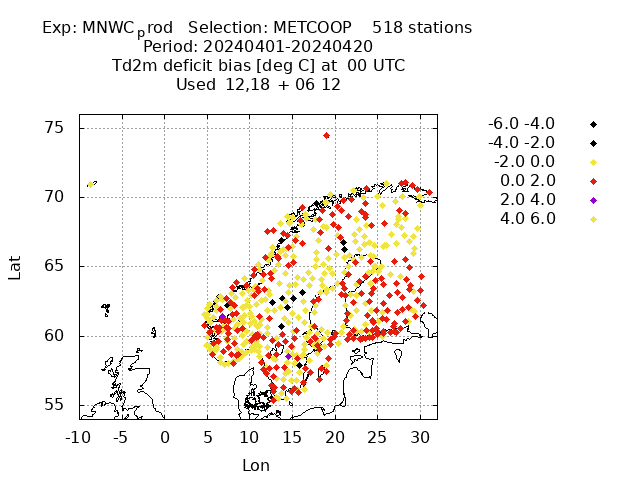 Exp: MNWC_prod Selection: METCOOP 518 stations
Period: 20240401-20240420
Td2m deficit bias [deg C] at 00 UTC
Used 12,18 + 06 12
-6.0 -4.0
-4.0 -2.0
-2.0 0.0
0.0 2.0
2.0 4.0
4.0 6.0
75
70
65
60
55
Lat
-10 -5 0 5 10 15 20 25 30
Lon